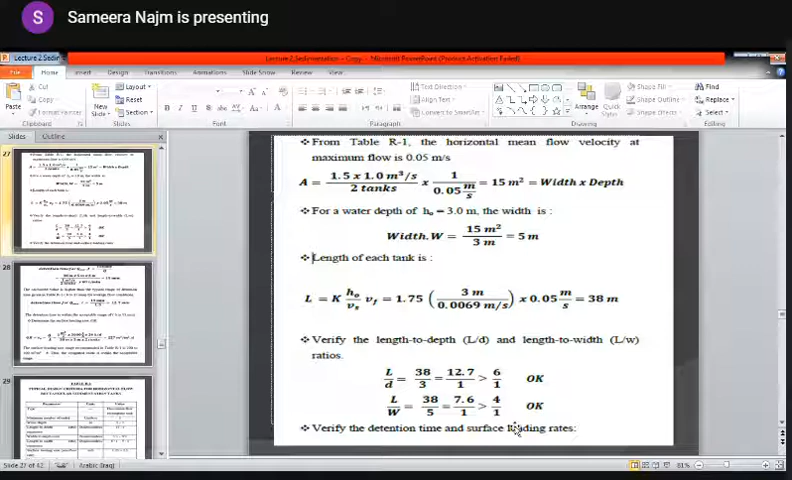 S
Sameera Najm is presenting
Lecture 2.Sedimentation - Copy - Microsoft PowerPoint (Product Activation Failed)
File Home Insert Design Transitions Animations Slide Show Review View
Paste
Cut
Copy
Format Painter
New Slide
Layout
Reset
Section
Text Direction
Align Text
Convert to SmartArt
Arrange
Quick Styles
Shape Fill
Shape Outline
Shape Effects
Find
Replace
Select
Clipboard Slides Font Paragraph Drawing Editing
Slides Outline
27
28
29
❖From Table R-1, the horizontal mean flow velocity at
maximum flow is 0.05 m/s
A = 1.5 x 1.0 m³/s / 2 tanks x 1 / 0.05 m/s = 15 m² = Width x Depth
❖For a water depth of hₒ = 3.0 m, the width is :
Width.W = 15 m² / 3 m = 5 m
❖Length of each tank is :
L = K hₒ/vₛ v_f = 1.75 (3 m / 0.0069 m/s) x 0.05 m/s = 38 m
❖Verify the length-to-depth (L/d) and length-to-width (L/w)
ratios.
L/d = 38/3 = 12.7/1 > 6/1 OK
L/W = 38/5 = 7.6/1 > 4/1 OK
❖Verify the detention time and surface loading rates:
Slide 27 of 42
Arabic (Iraq)
81%